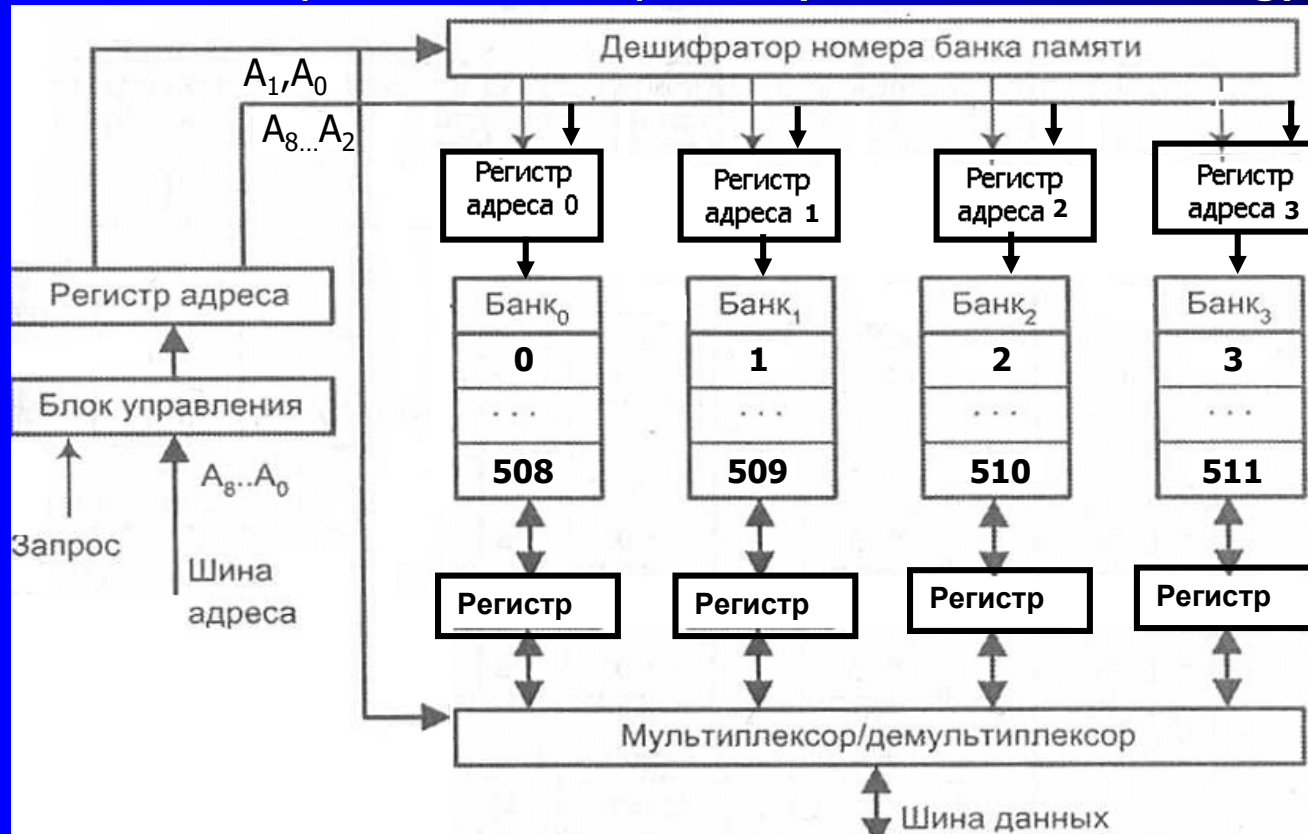 Дешифратор номера банка памяти
A1,A0
A8...A2
Регистр
адреса 0
Регистр
адреса 1
Регистр
адреса 2
Регистр
адреса 3
Регистр адреса
Банк0
Банк1
Банк2
Банк3
0
1
2
3
. . .
. . .
. . .
. . .
Блок управления
508
509
510
511
A8..A0
Запрос
Шина
адреса
Регистр
Регистр
Регистр
Регистр
Мультиплексор/демультиплексор
Шина данных